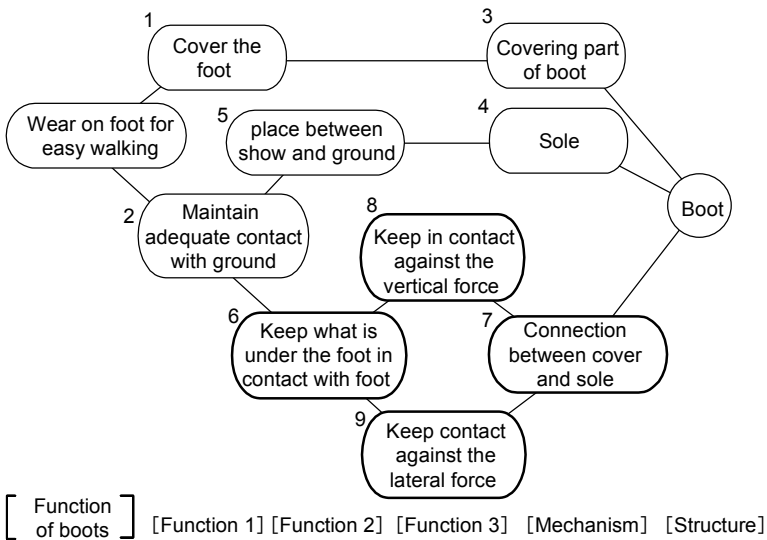 1
Cover the
foot
3
Covering part
of boot
Wear on foot for
easy walking
5
place between
show and ground
4
Sole
Boot
2
Maintain
adequate contact
with ground
8
Keep in contact
against the
vertical force
6
Keep what is
under the foot in
contact with foot
7
Connection
between cover
and sole
9
Keep contact
against the
lateral force
[Function
of boots] [Function 1] [Function 2] [Function 3] [Mechanism] [Structure]